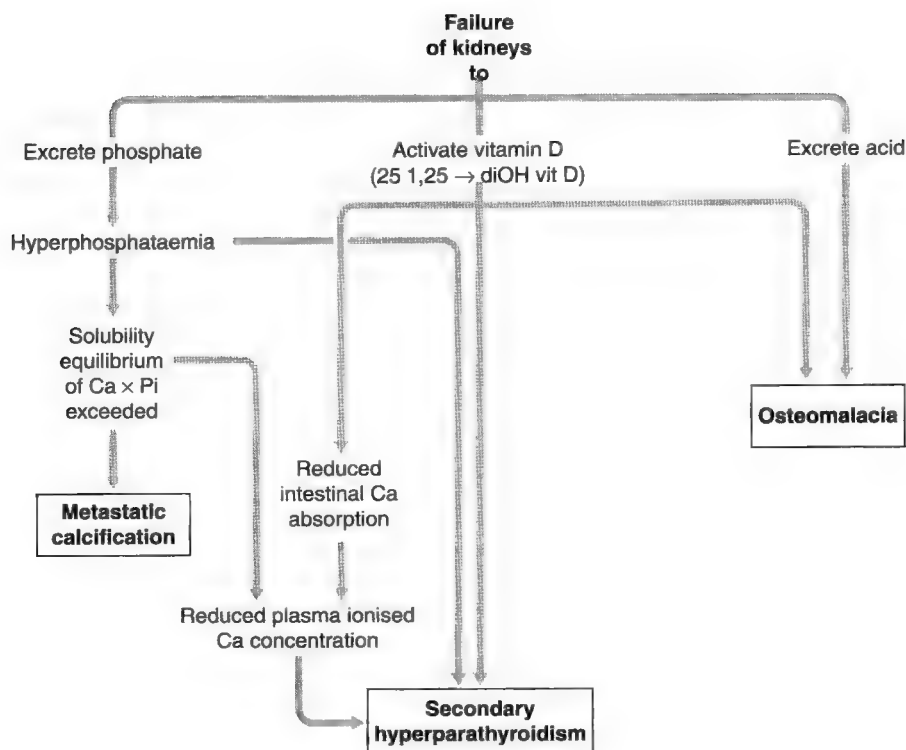 Failure
of kidneys
to
Excrete phosphate
Activate vitamin D
(25 1,25 → diOH vit D)
Excrete acid
Hyperphosphataemia
Solubility
equilibrium
of Ca × Pi
exceeded
Osteomalacia
Reduced
intestinal Ca
absorption
Metastatic
calcification
Reduced plasma ionised
Ca concentration
Secondary
hyperparathyroidism